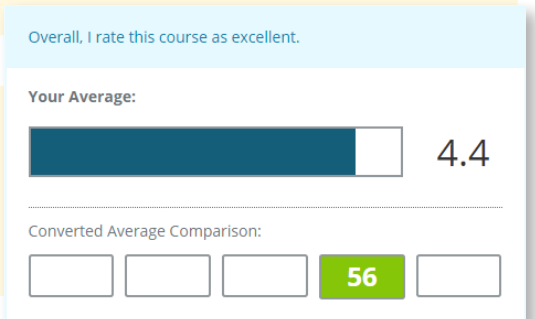 Overall, I rate this course as excellent.
Your Average:
4.4
Converted Average Comparison:
56